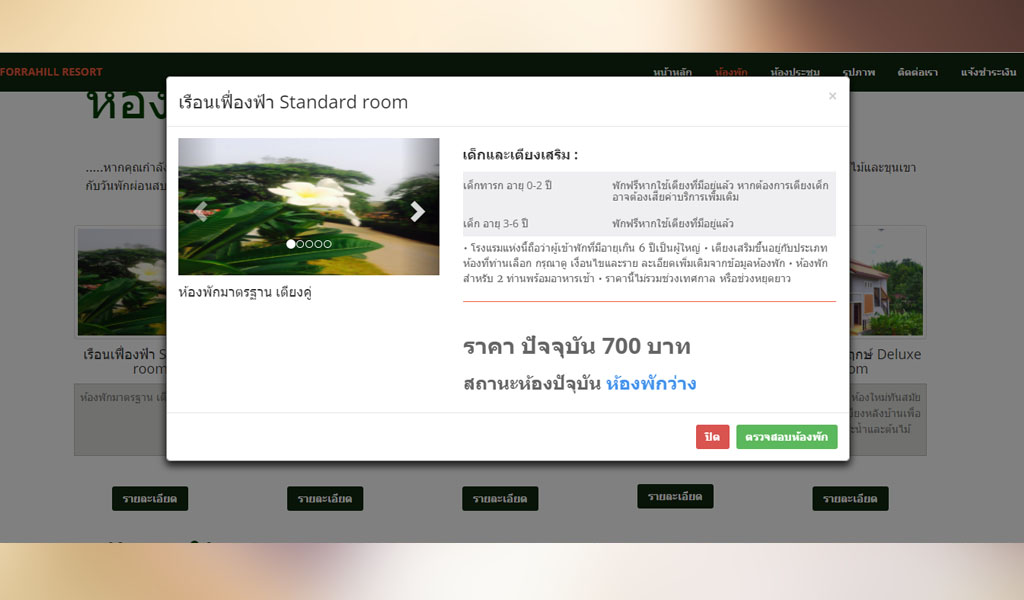 FORRAHILL RESORT
หน้าหลัก ห้องพัก ห้องประชุม รูปภาพ ติดต่อเรา แจ้งชำระเงิน
ห้อง
เรือนเฟื่องฟ้า Standard room
×
.....หากคุณกำลัง
ไม้และขุนเขา
กับวันพักผ่อนสบ
ห้องพักมาตรฐาน เตียงคู่
เด็กและเตียงเสริม :
เด็กทารก อายุ 0-2 ปี
พักฟรีหากใช้เตียงที่มีอยู่แล้ว หากต้องการเตียงเด็ก
อาจต้องเสียค่าบริการเพิ่มเติม
เด็ก อายุ 3-6 ปี
พักฟรีหากใช้เตียงที่มีอยู่แล้ว
• โรงแรมแห่งนี้ถือว่าผู้เข้าพักที่มีอายุเกิน 6 ปีเป็นผู้ใหญ่ • เตียงเสริมขึ้นอยู่กับประเภท
ห้องที่ท่านเลือก กรุณาดู เงื่อนไขและราย ละเอียดเพิ่มเติมจากข้อมูลห้องพัก • ห้องพัก
สำหรับ 2 ท่านพร้อมอาหารเช้า • ราคานี้ไม่รวมช่วงเทศกาล หรือช่วงหยุดยาว
ราคา ปัจจุบัน 700 บาท
สถานะห้องปัจุบัน ห้องพักว่าง
ปิด
ตรวจสอบห้องพัก
เรือนเฟื่องฟ้า S
room
ฤกษ์ Deluxe
om
ห้องพักมาตรฐาน เตี
ห้องใหม่ทันสมัย
ยงหลังบ้านเพื่อ
น้ำและต้นไม้
รายละเอียด
รายละเอียด
รายละเอียด
รายละเอียด
รายละเอียด